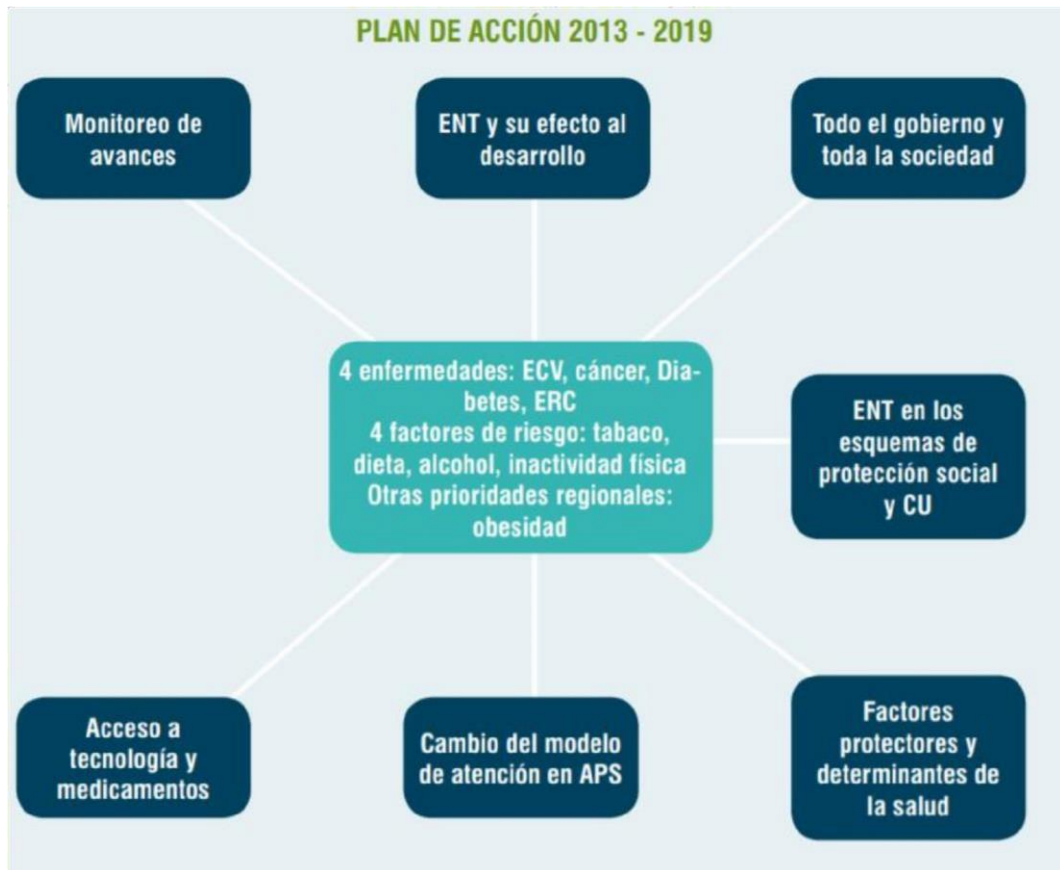 PLAN DE ACCIÓN 2013 - 2019
Monitoreo de
avances
ENT y su efecto al
desarrollo
Todo el gobierno y
toda la sociedad
4 enfermedades: ECV, cáncer, Dia-
betes, ERC
4 factores de riesgo: tabaco,
dieta, alcohol, inactividad física
Otras prioridades regionales:
obesidad
ENT en los
esquemas de
protección social
y CU
Acceso a
tecnología y
medicamentos
Cambio del modelo
de atención en APS
Factores
protectores y
determinantes de
la salud